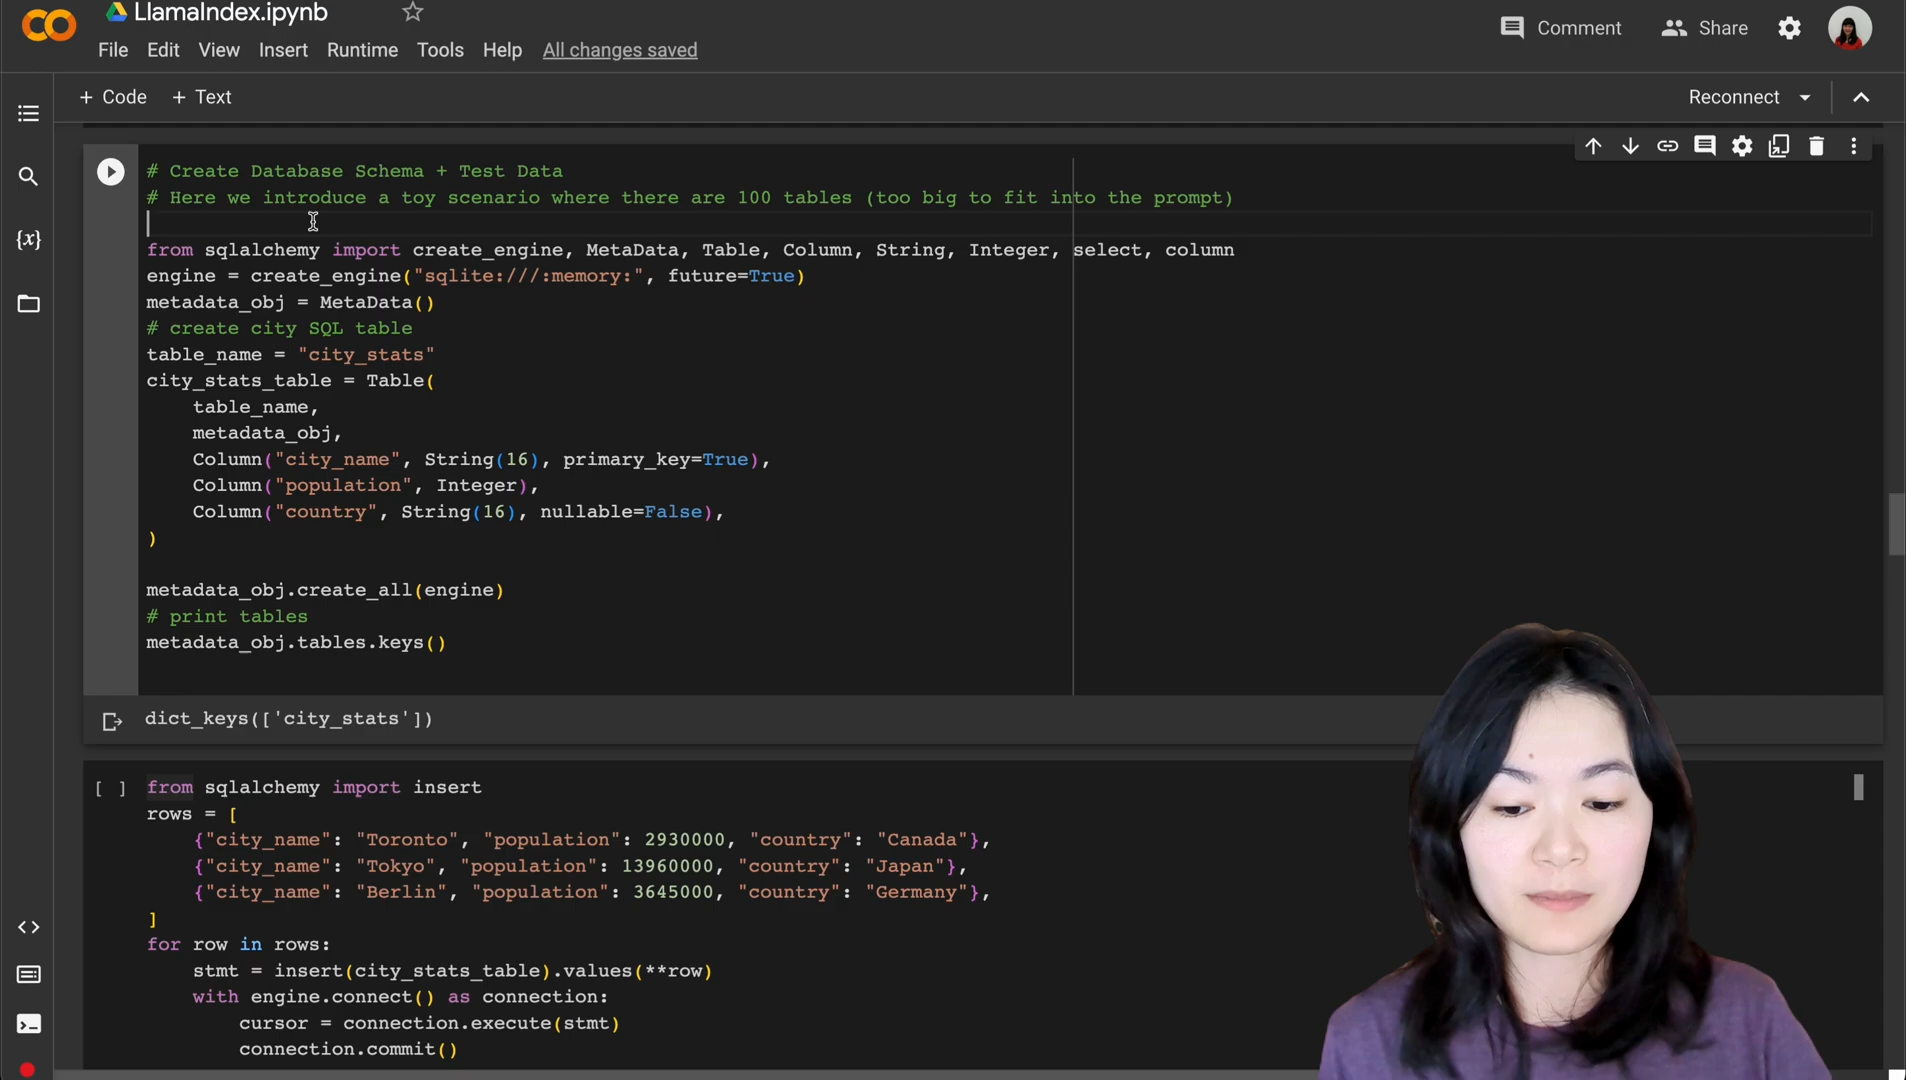 LlamaIndex.ipynb
File Edit View Insert Runtime Tools Help All changes saved
Comment Share
+ Code + Text
Reconnect
# Create Database Schema + Test Data
# Here we introduce a toy scenario where there are 100 tables (too big to fit into the prompt)
from sqlalchemy import create_engine, MetaData, Table, Column, String, Integer, select, column
engine = create_engine("sqlite:///:memory:", future=True)
metadata_obj = MetaData()
# create city SQL table
table_name = "city_stats"
city_stats_table = Table(
    table_name,
    metadata_obj,
    Column("city_name", String(16), primary_key=True),
    Column("population", Integer),
    Column("country", String(16), nullable=False),
)
metadata_obj.create_all(engine)
# print tables
metadata_obj.tables.keys()
dict_keys(['city_stats'])
[ ] from sqlalchemy import insert
rows = [
    {"city_name": "Toronto", "population": 2930000, "country": "Canada"},
    {"city_name": "Tokyo", "population": 13960000, "country": "Japan"},
    {"city_name": "Berlin", "population": 3645000, "country": "Germany"},
]
for row in rows:
    stmt = insert(city_stats_table).values(**row)
    with engine.connect() as connection:
        cursor = connection.execute(stmt)
        connection.commit()